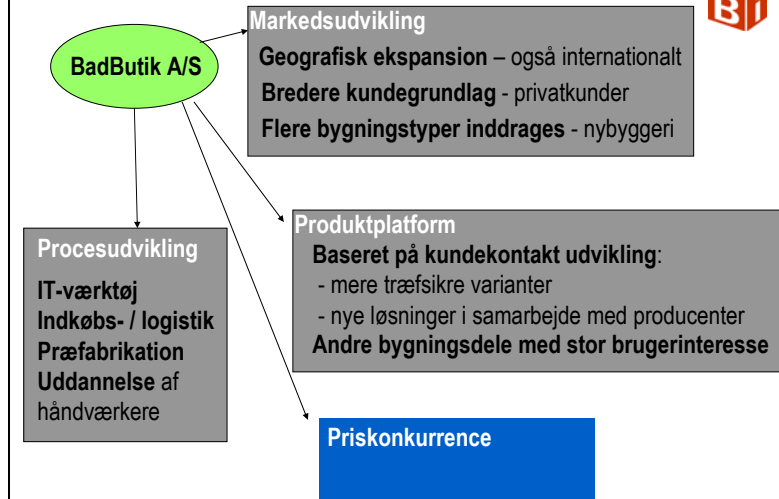 Markedsudvikling
BadButik A/S
Geografisk ekspansion – også internationalt
Bredere kundegrundlag - privatkunder
Flere bygningstyper inddrages - nybyggeri
Produktplatform
Baseret på kundekontakt udvikling:
- mere træfsikre varianter
- nye løsninger i samarbejde med producenter
Andre bygningsdele med stor brugerinteresse
Procesudvikling
IT-værktøj
Indkøbs- / logistik
Præfabrikation
Uddannelse af
håndværkere
Priskonkurrence